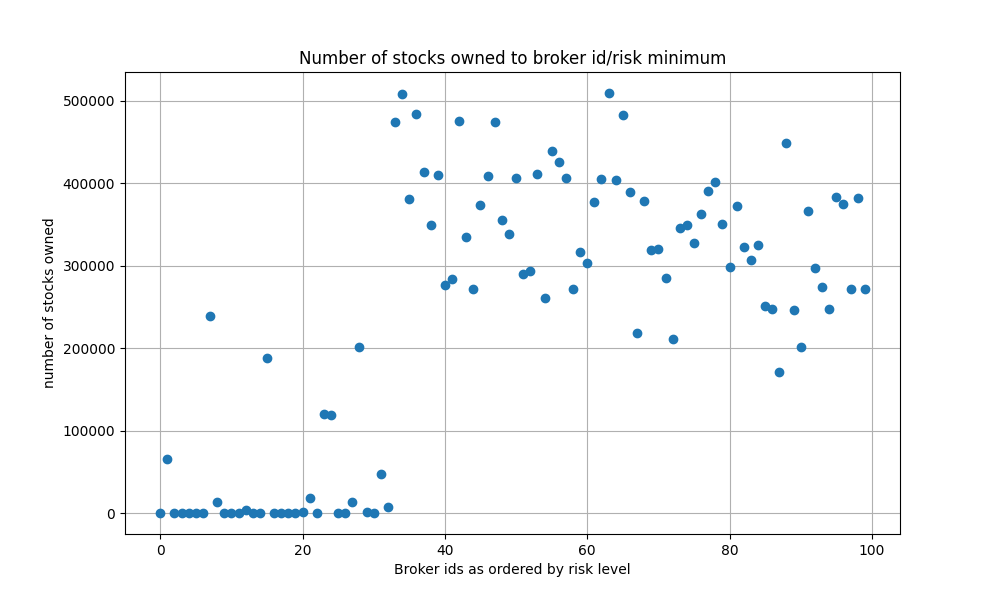 Number of stocks owned to broker id/risk minimum
number of stocks owned
500000
400000
300000
200000
100000
0
0 20 40 60 80 100
Broker ids as ordered by risk level